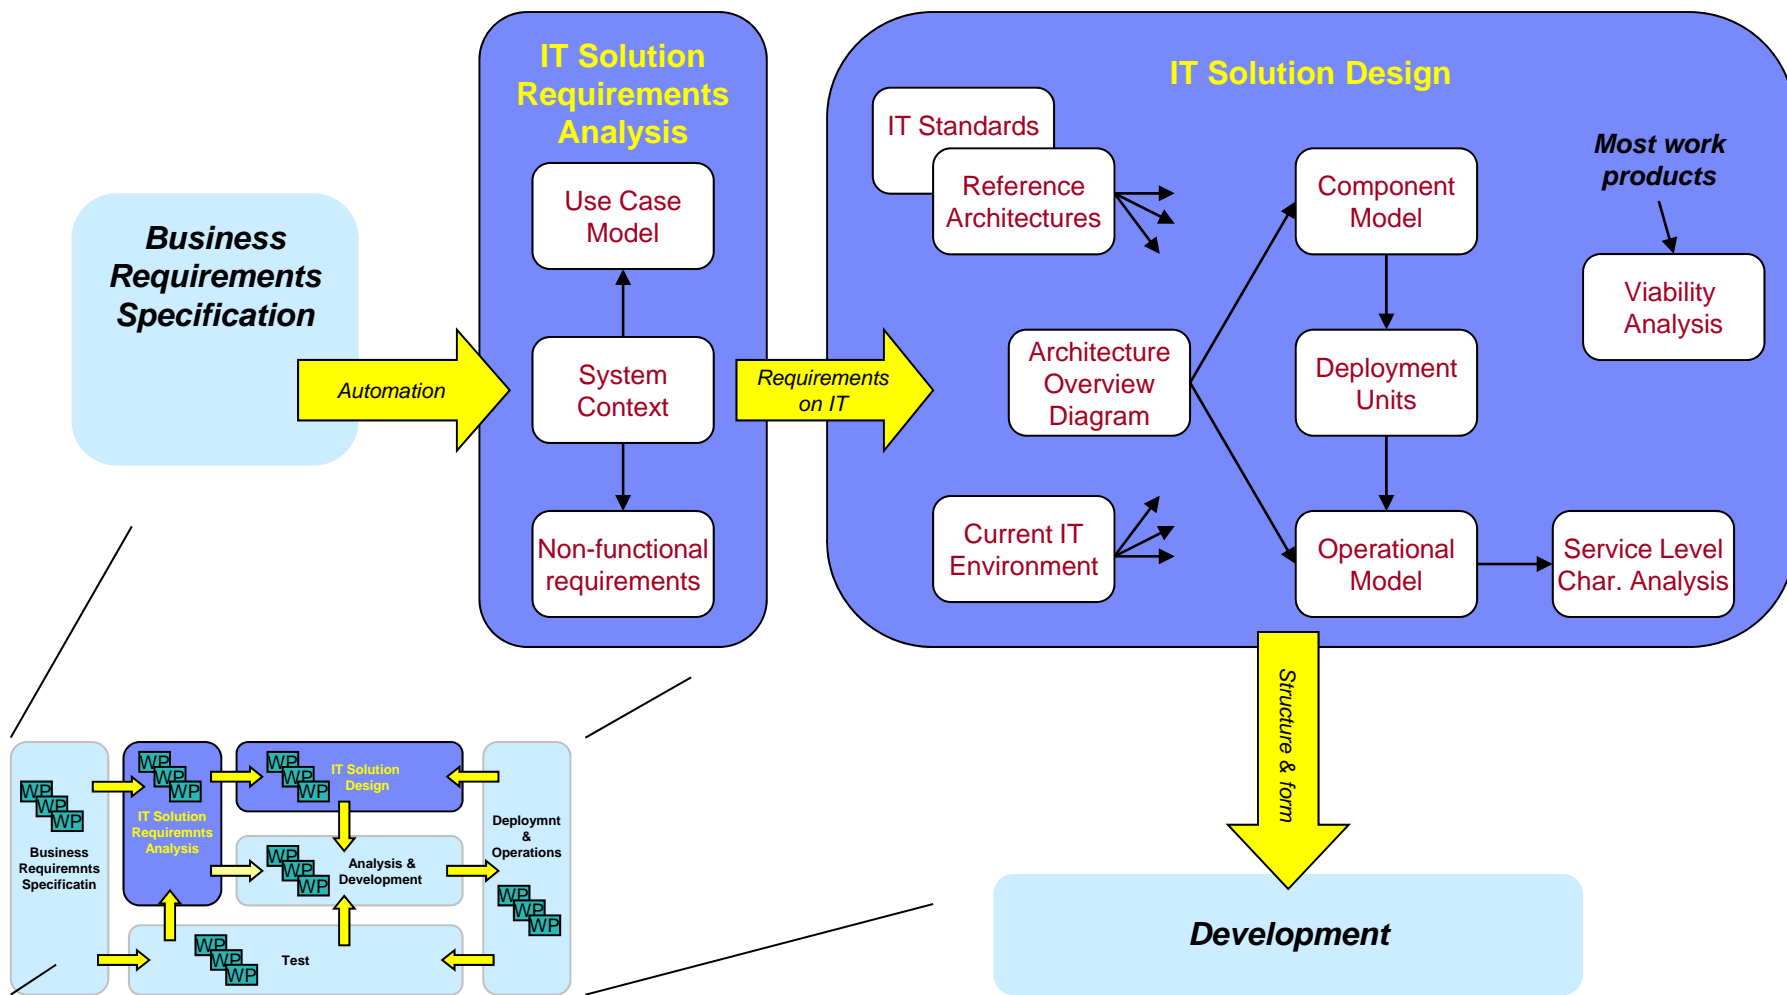 IT Solution
Requirements
Analysis
IT Solution Design
IT Standards
Reference
Architectures
Component
Model
Most work
products
Use Case
Model
Business
Requirements
Specification
Viability
Analysis
Automation
System
Context
Requirements
on IT
Architecture
Overview
Diagram
Deployment
Units
Non-functional
requirements
Current IT
Environment
Operational
Model
Service Level
Char. Analysis
Structure & form
Development
WP
WP
WP
Business
Requiremnts
Specificatin
WP
WP
WP
IT Solution
Requiremnts
Analysis
WP
WP
WP
IT Solution
Design
WP
WP
WP
Analysis &
Development
Deploymnt
&
Operations
WP
WP
WP
WP
WP
WP
Test